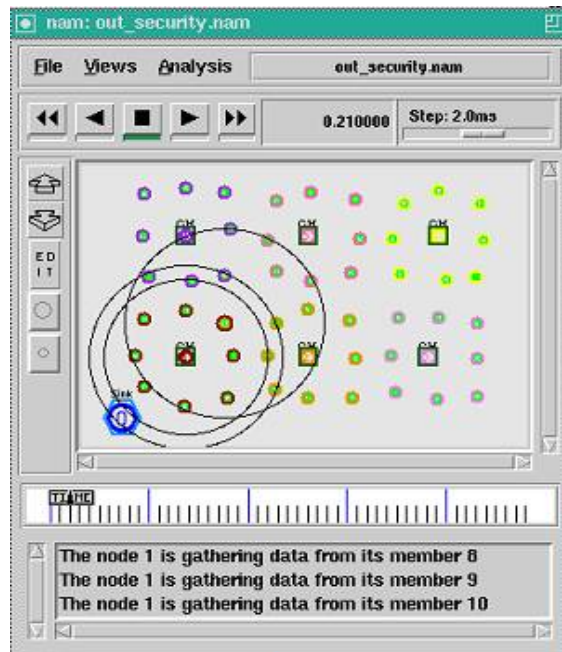 nam: out_security.nam
File Views Analysis out_security.nam
0.210000 Step: 2.0ms
E D
I T
CH CH CH
CH CH CH
Sink
0
TIME
The node 1 is gathering data from its member 8
The node 1 is gathering data from its member 9
The node 1 is gathering data from its member 10